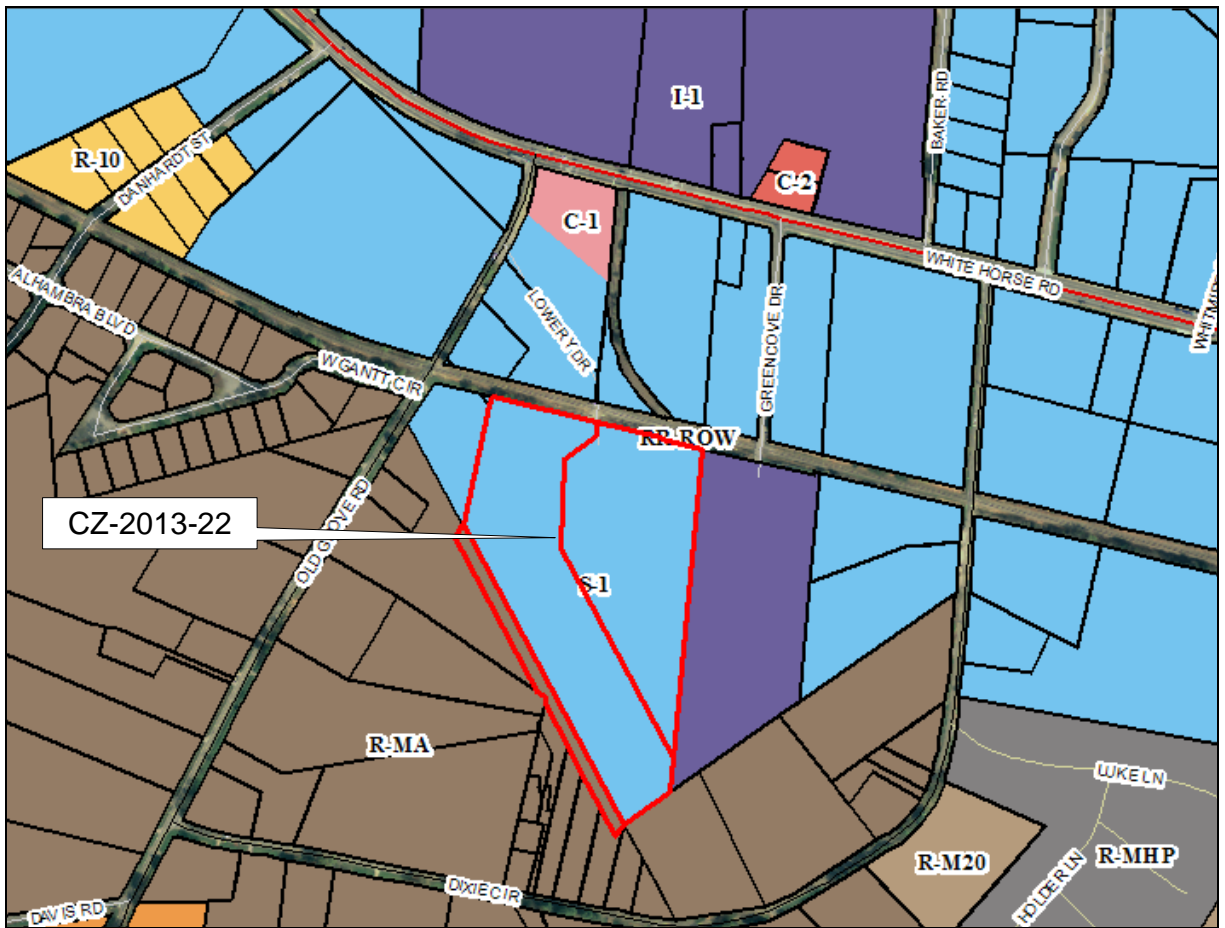 I-1
BAKER RD
R-10
DANHARDT ST
C-2
C-1
WHITE HORSE RD
ALHAMBRA BLVD
LOWERY DR
GREENCOVE DR
W GANTT CIR
RR-ROW
CZ-2013-22
OLD GROVE RD
S-1
R-MA
LUKE LN
R-M20
R-MHP
HOLDER LN
DIXIE CIR
DAVIS RD